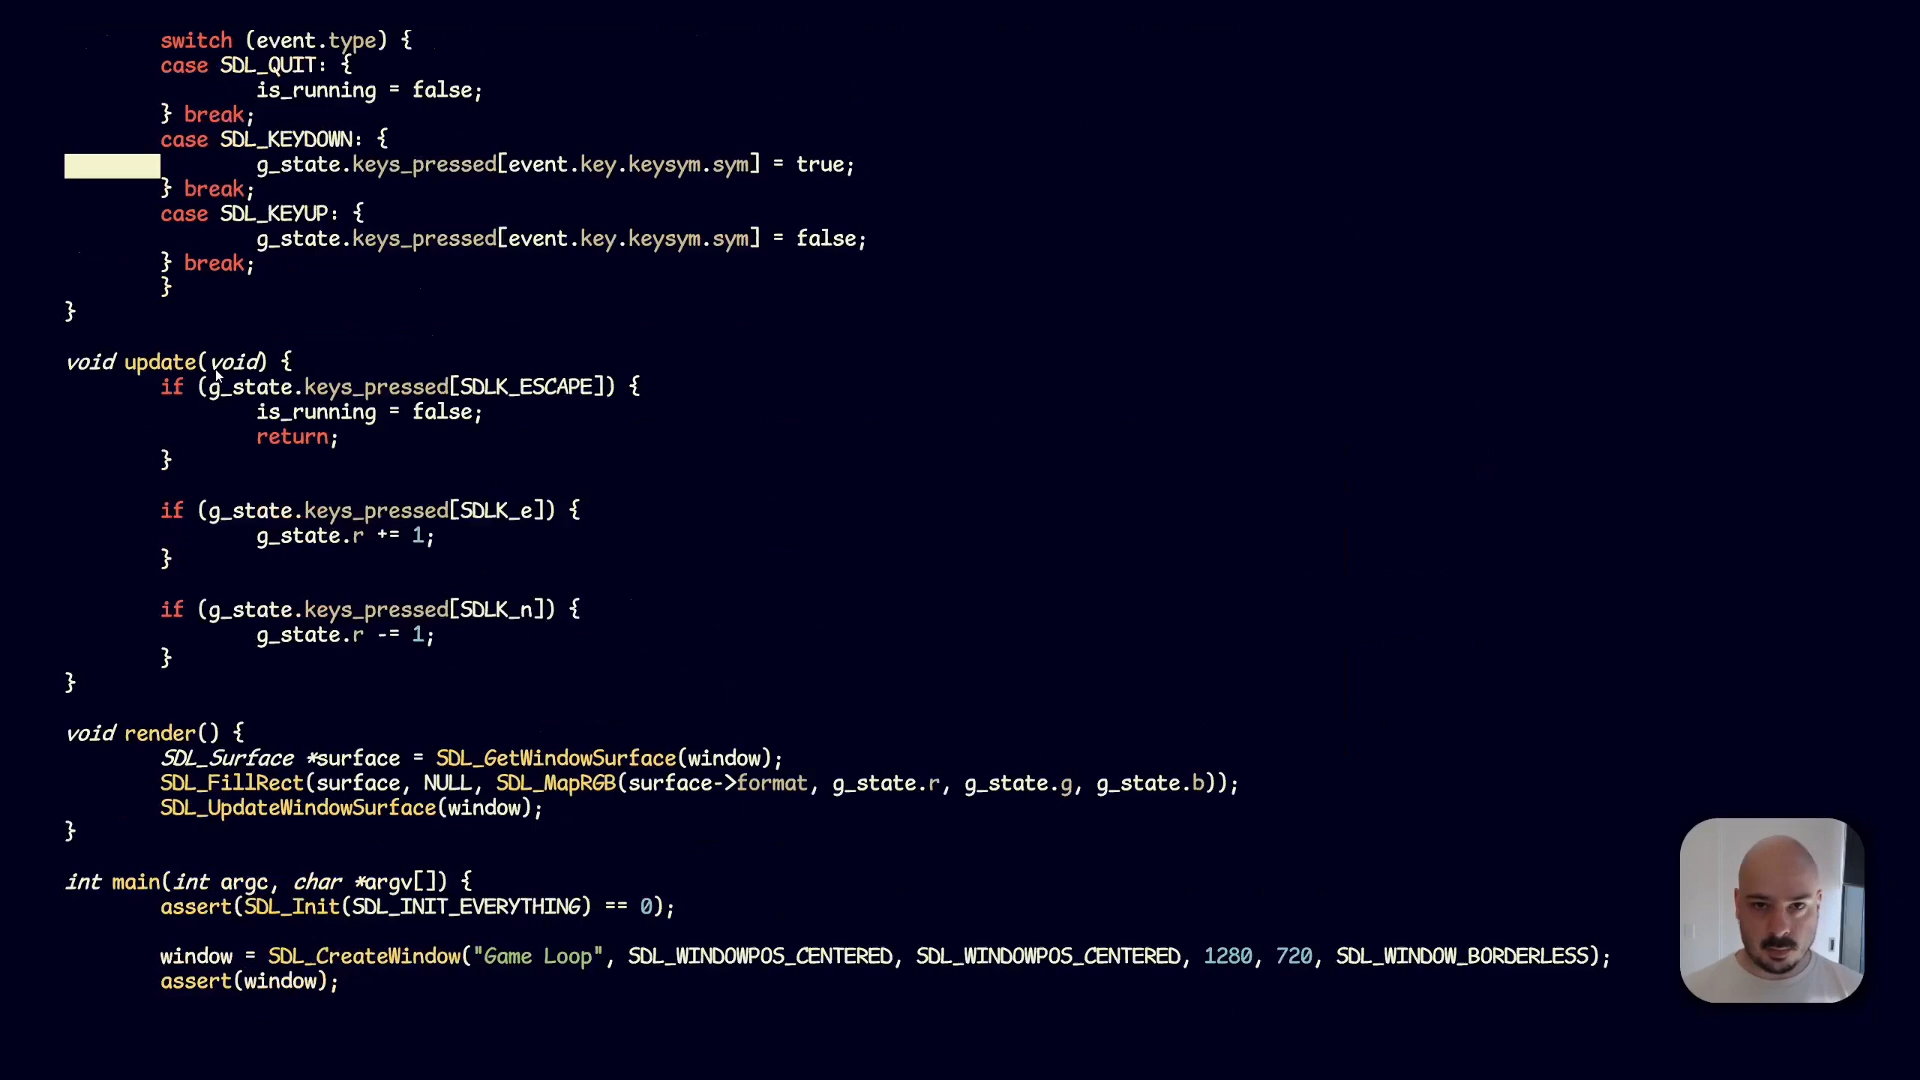 switch (event.type) {
case SDL_QUIT: {
is_running = false;
} break;
case SDL_KEYDOWN: {
g_state.keys_pressed[event.key.keysym.sym] = true;
} break;
case SDL_KEYUP: {
g_state.keys_pressed[event.key.keysym.sym] = false;
} break;
}
}
void update(void) {
if (g_state.keys_pressed[SDLK_ESCAPE]) {
is_running = false;
return;
}
if (g_state.keys_pressed[SDLK_e]) {
g_state.r += 1;
}
if (g_state.keys_pressed[SDLK_n]) {
g_state.r -= 1;
}
}
void render() {
SDL_Surface *surface = SDL_GetWindowSurface(window);
SDL_FillRect(surface, NULL, SDL_MapRGB(surface->format, g_state.r, g_state.g, g_state.b));
SDL_UpdateWindowSurface(window);
}
int main(int argc, char *argv[]) {
assert(SDL_Init(SDL_INIT_EVERYTHING) == 0);
window = SDL_CreateWindow("Game Loop", SDL_WINDOWPOS_CENTERED, SDL_WINDOWPOS_CENTERED, 1280, 720, SDL_WINDOW_BORDERLESS);
assert(window);